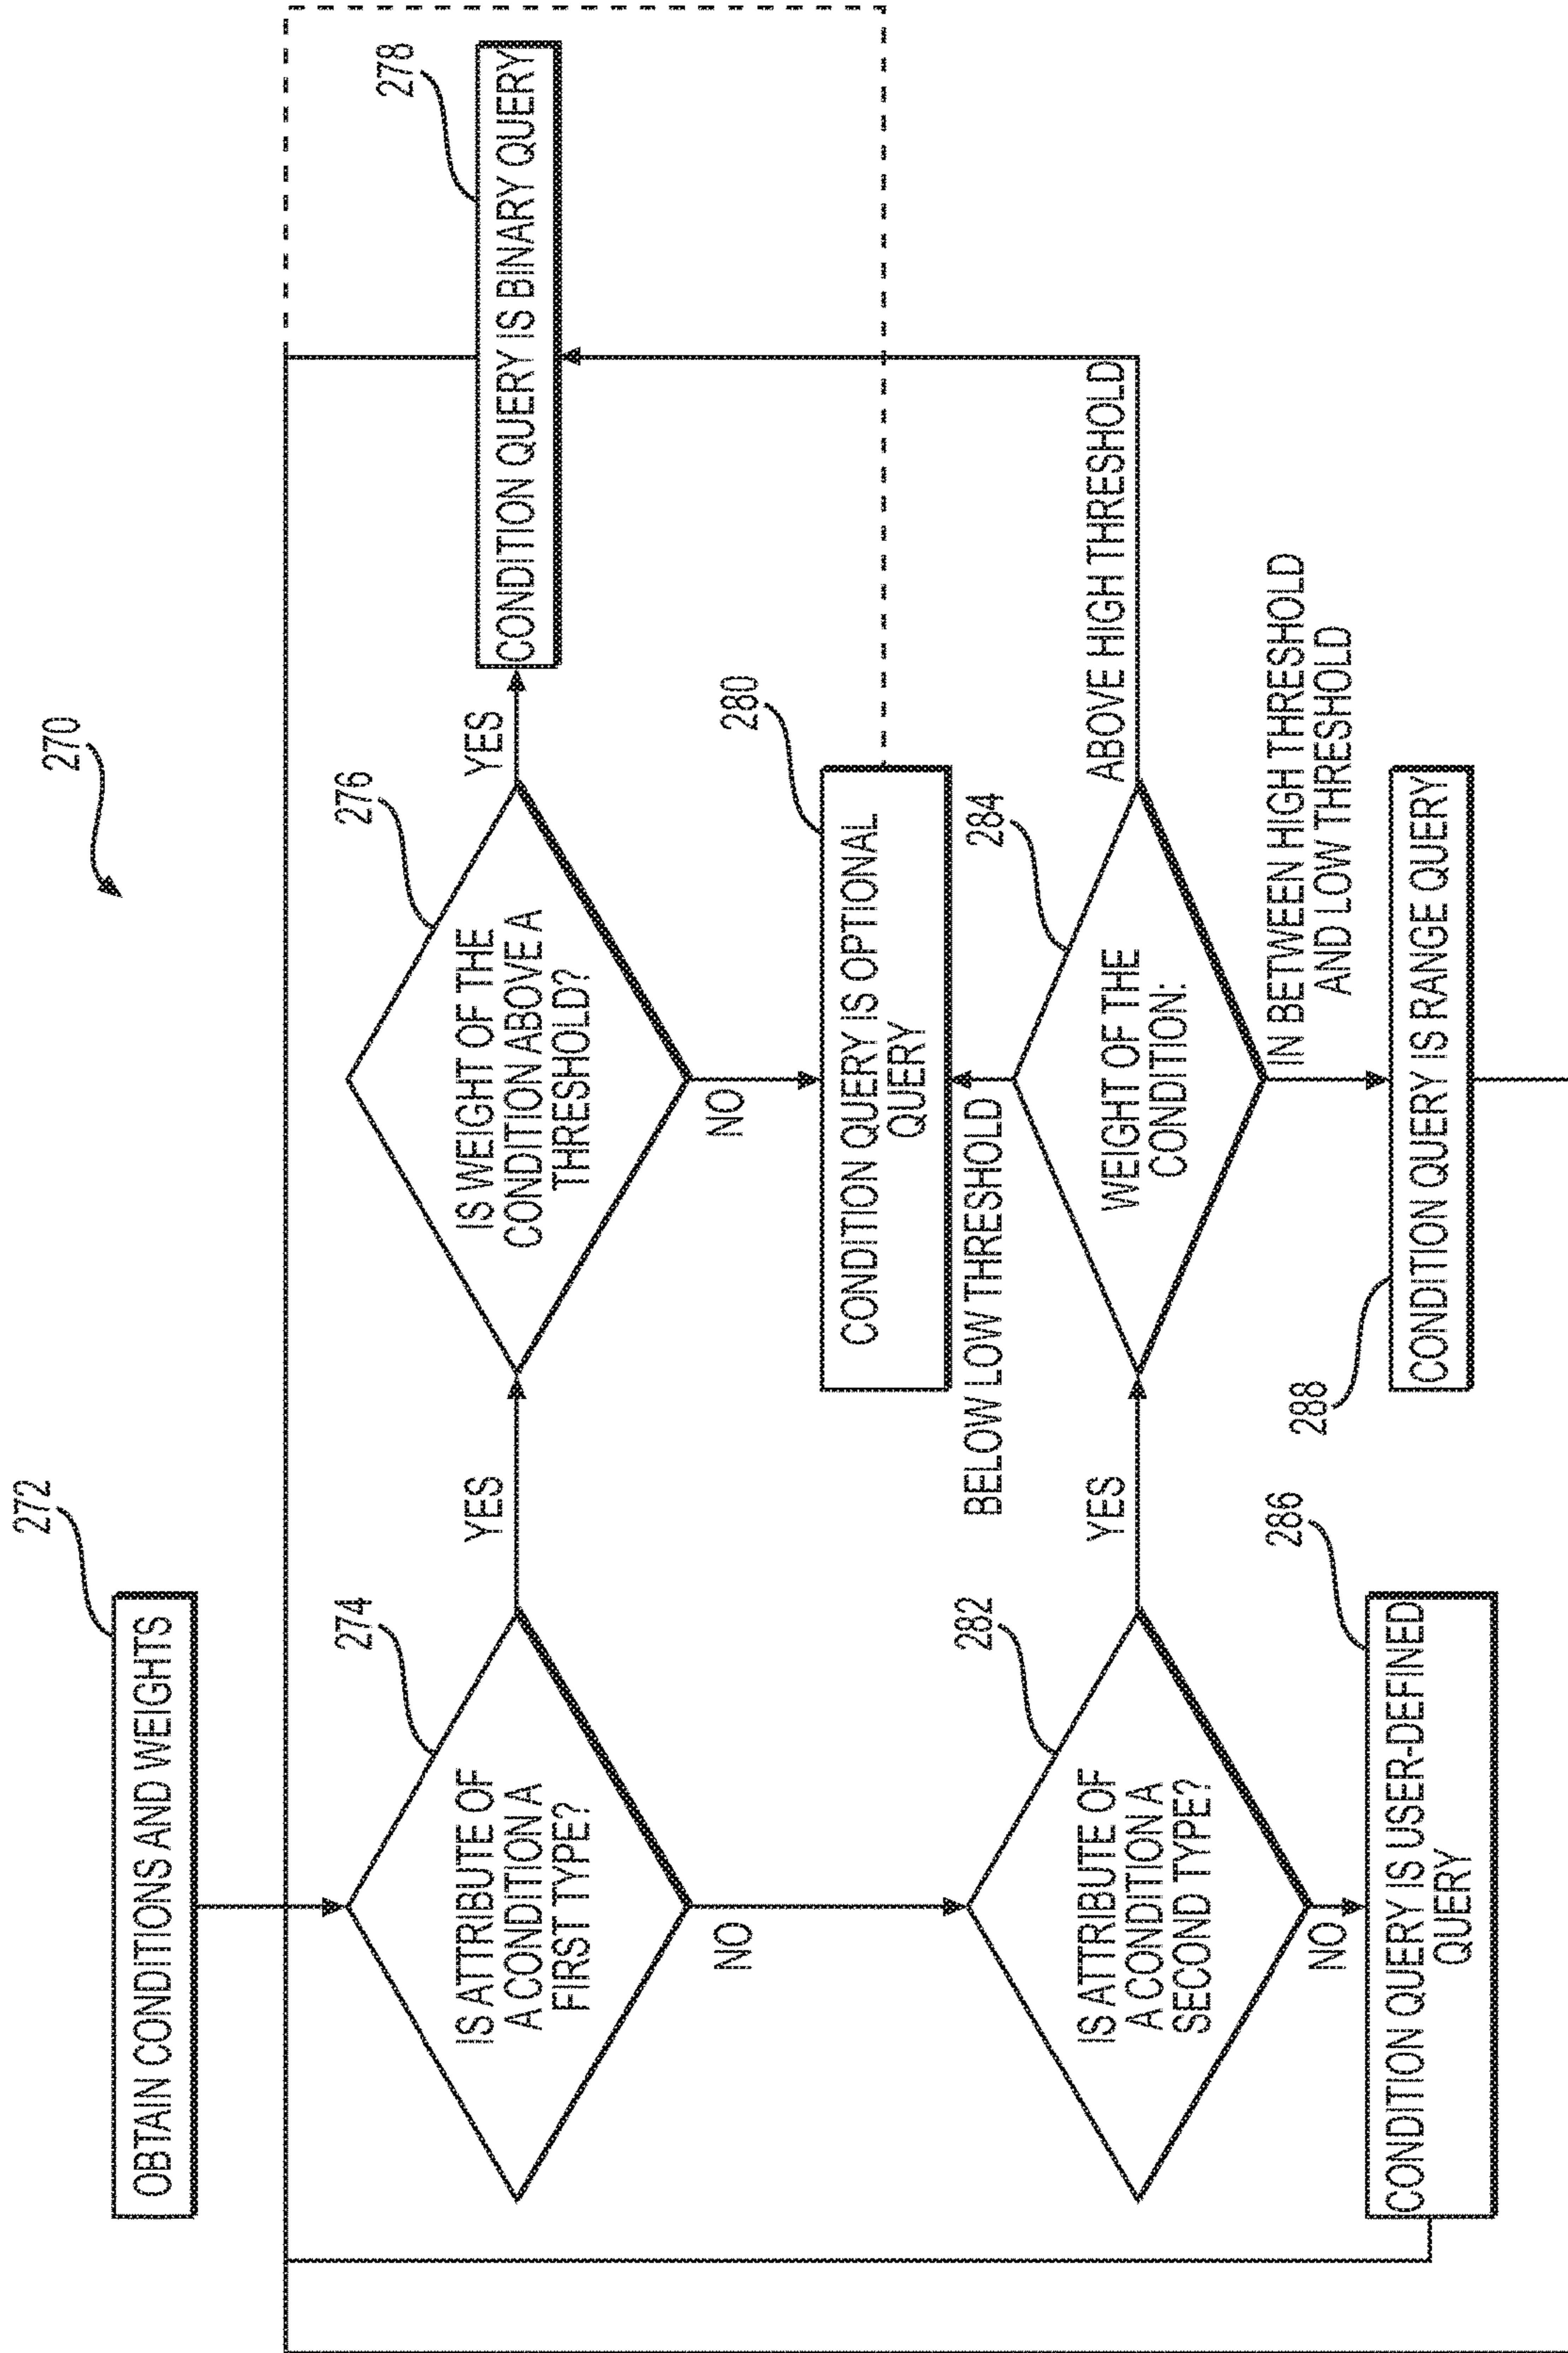 270
272
OBTAIN CONDITIONS AND WEIGHTS
274
IS ATTRIBUTE OF
A CONDITION A
FIRST TYPE?
YES
NO
276
IS WEIGHT OF THE
CONDITION ABOVE A
THRESHOLD?
YES
NO
278
CONDITION QUERY IS BINARY QUERY
280
CONDITION QUERY IS OPTIONAL
QUERY
BELOW LOW THRESHOLD
282
IS ATTRIBUTE OF
A CONDITION A
SECOND TYPE?
YES
NO
284
WEIGHT OF THE
CONDITION:
ABOVE HIGH THRESHOLD
IN BETWEEN HIGH THRESHOLD
AND LOW THRESHOLD
286
CONDITION QUERY IS USER-DEFINED
QUERY
288
CONDITION QUERY IS RANGE QUERY